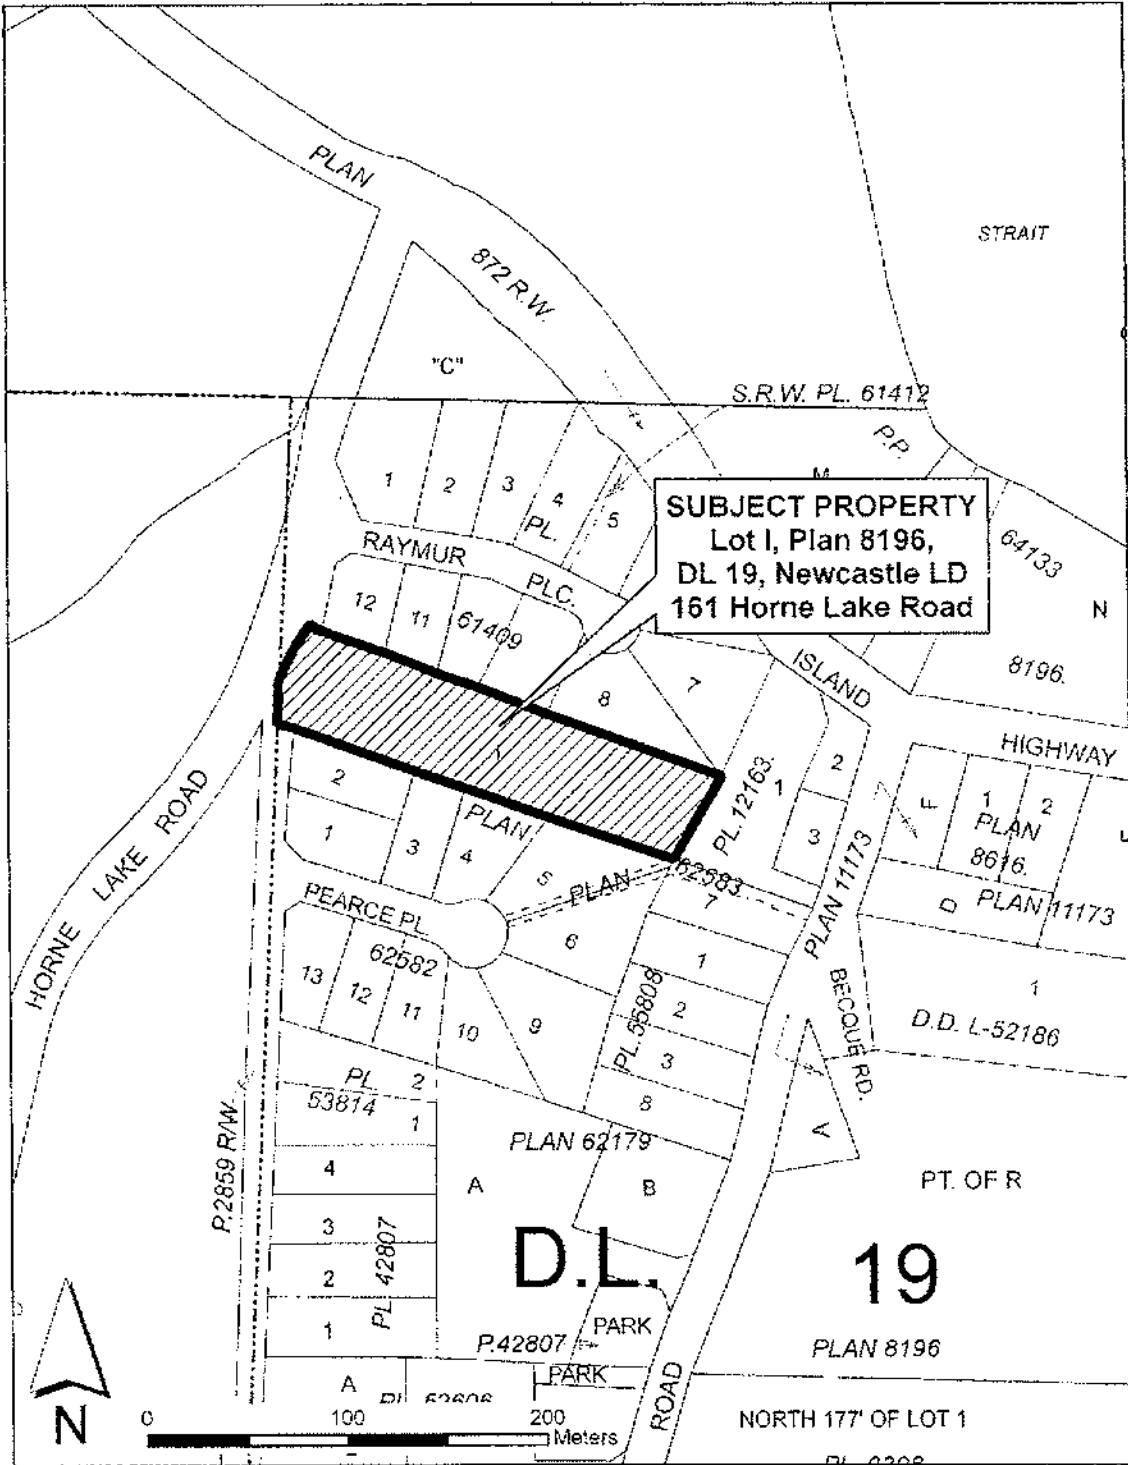 PLAN
872 R.W.
STRAIT
"C"
S.R.W. PL. 61412
P.P.
M
1
2
3
4
PL.
5
SUBJECT PROPERTY
Lot I, Plan 8196,
DL 19, Newcastle LD
161 Horne Lake Road
64133
N
RAYMUR
PLC.
12
11
61409
8196.
ISLAND
8
7
HIGHWAY
2
1
3
PL. 12163
F
1
2
PLAN
8616.
2
1
3
4
PLAN
5
PLAN
62583
7
PLAN 11173
D
PLAN 11173
HORNE LAKE ROAD
PEARCE PL.
62582
6
13
12
11
10
9
1
2
3
8
PL. 55808
BECQUE RD.
1
D.D. L-52186
PL.
53814
2
1
PLAN 62179
A
P.2859 R/W
4
3
2
1
PL. 42807
A
B
PT. OF R
D.L. 19
PARK
P.42807
PLAN 8196
PARK
A
ROAD
NORTH 177' OF LOT 1
N
0 100 200
Meters